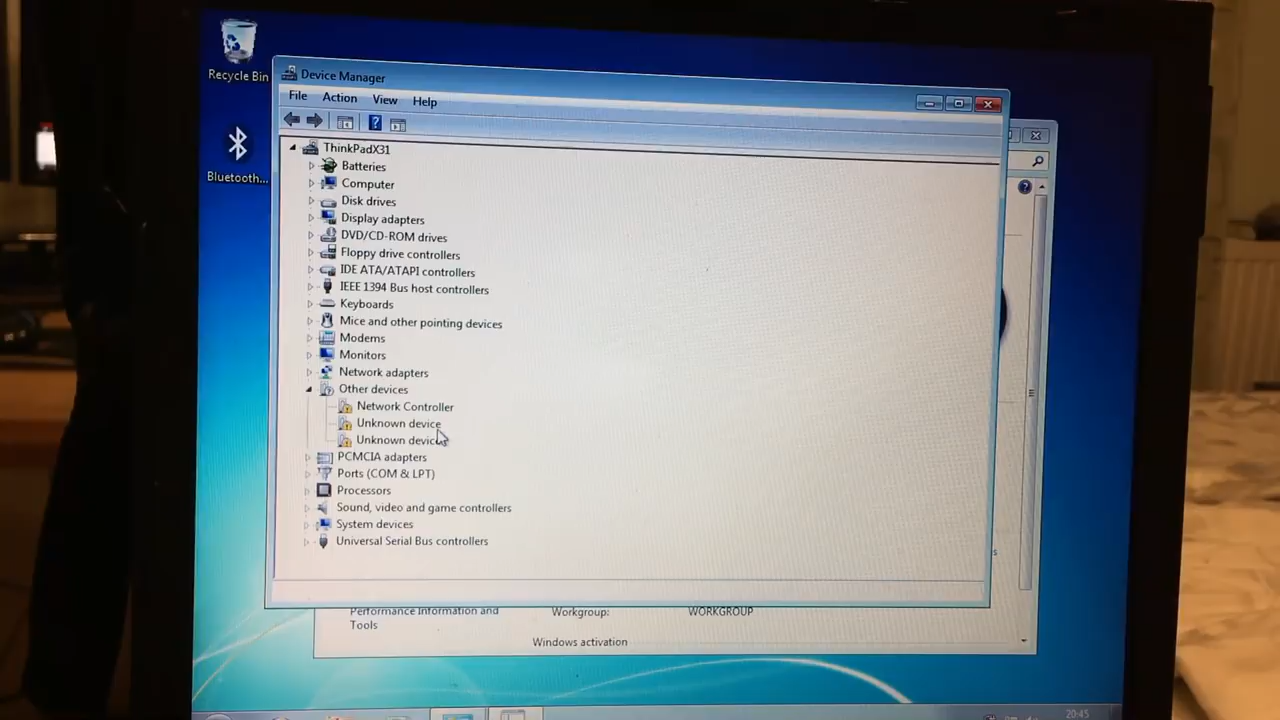 Recycle Bin
Bluetooth...
Device Manager
File Action View Help
?
ThinkPadX31
Batteries
Computer
Disk drives
Display adapters
DVD/CD-ROM drives
Floppy drive controllers
IDE ATA/ATAPI controllers
IEEE 1394 Bus host controllers
Keyboards
Mice and other pointing devices
Modems
Monitors
Network adapters
Other devices
Network Controller
Unknown device
Unknown device
PCMCIA adapters
Ports (COM & LPT)
Processors
Sound, video and game controllers
System devices
Universal Serial Bus controllers
Performance Information and
Tools
Workgroup: WORKGROUP
Windows activation
20:45